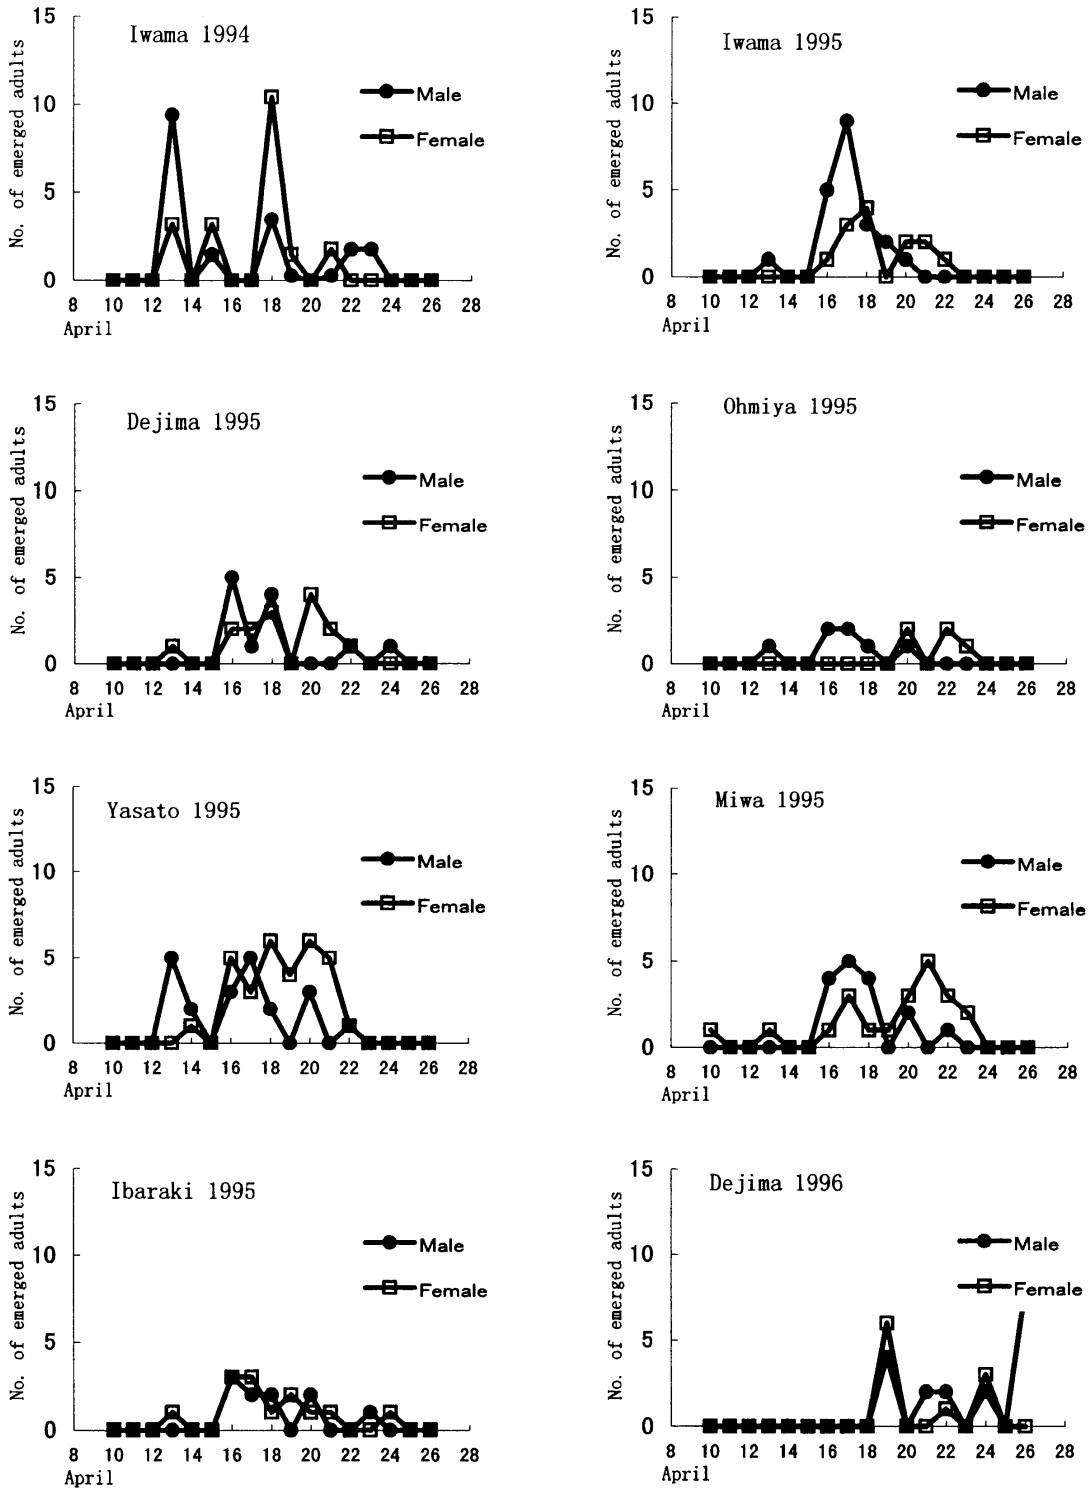 Iwama 1994
No. of emerged adults
15
10
5
0
Male
Female
8 10 12 14 16 18 20 22 24 26 28
April
Iwama 1995
No. of emerged adults
15
10
5
0
Male
Female
8 10 12 14 16 18 20 22 24 26 28
April
Dejima 1995
No. of emerged adults
15
10
5
0
Male
Female
8 10 12 14 16 18 20 22 24 26 28
April
Ohmiya 1995
No. of emerged adults
15
10
5
0
Male
Female
8 10 12 14 16 18 20 22 24 26 28
April
Yasato 1995
No. of emerged adults
15
10
5
0
Male
Female
8 10 12 14 16 18 20 22 24 26 28
April
Miwa 1995
No. of emerged adults
15
10
5
0
Male
Female
8 10 12 14 16 18 20 22 24 26 28
April
Ibaraki 1995
No. of emerged adults
15
10
5
0
Male
Female
8 10 12 14 16 18 20 22 24 26 28
April
Dejima 1996
No. of emerged adults
15
10
5
0
Male
Female
8 10 12 14 16 18 20 22 24 26 28
April